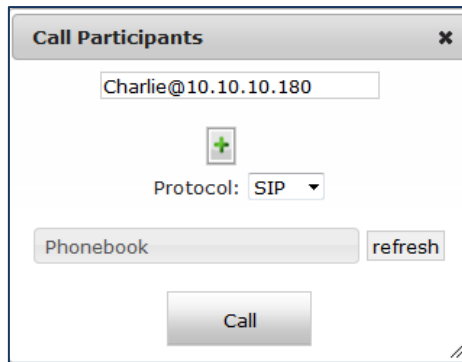 Call Participants
Charlie@10.10.10.180
Protocol: SIP
Phonebook refresh
Call